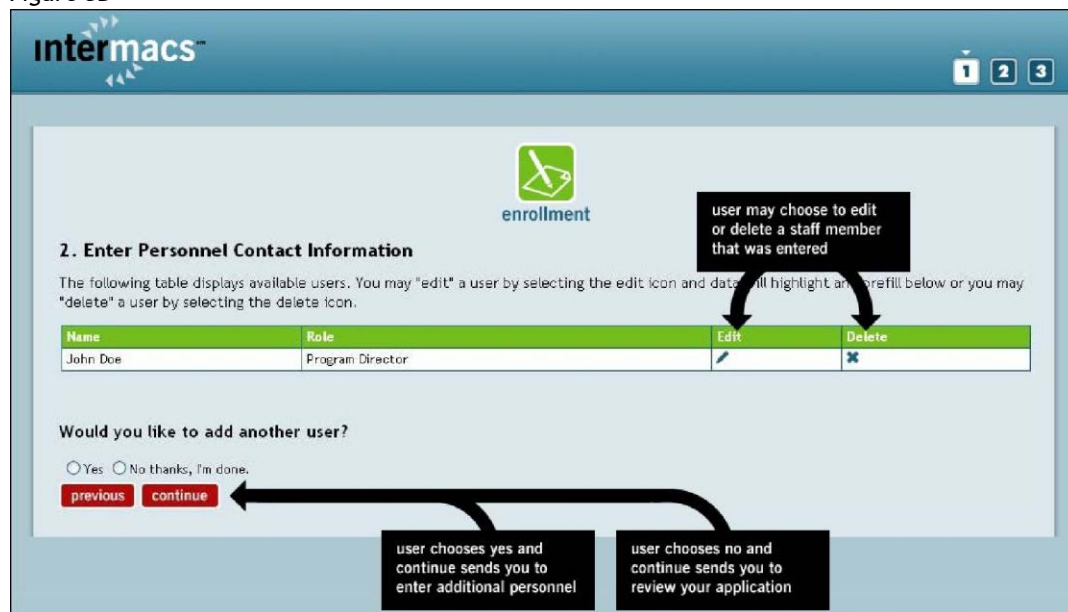 intermacs™
1 2 3
enrollment
user may choose to edit
or delete a staff member
that was entered
2. Enter Personnel Contact Information
The following table displays available users. You may "edit" a user by selecting the edit icon and data will highlight and prefill below or you may
"delete" a user by selecting the delete icon.
Name Role Edit Delete
John Doe Program Director
Would you like to add another user?
Yes No thanks, I'm done.
previous continue
user chooses yes and
continue sends you to
enter additional personnel
user chooses no and
continue sends you to
review your application